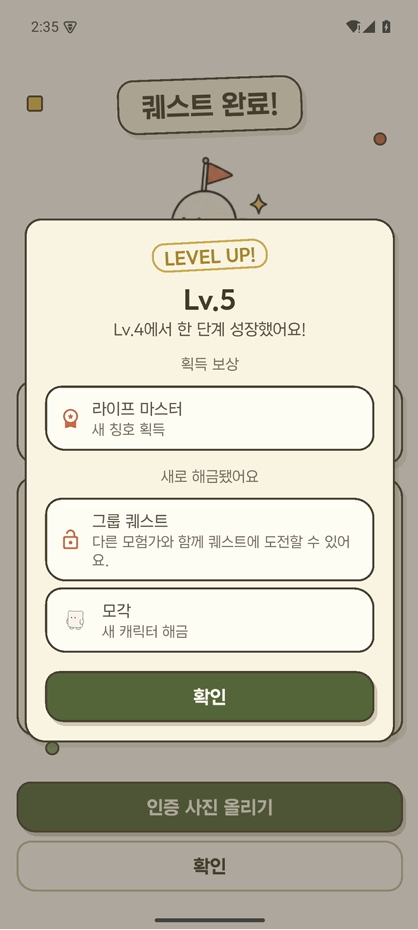 2:35
퀘스트 완료!
LEVEL UP!
Lv.5
Lv.4에서 한 단계 성장했어요!
획득 보상
라이프 마스터
새 칭호 획득
새로 해금됐어요
그룹 퀘스트
다른 모험가와 함께 퀘스트에 도전할 수 있어
요.
모각
새 캐릭터 해금
확인
인증 사진 올리기
확인